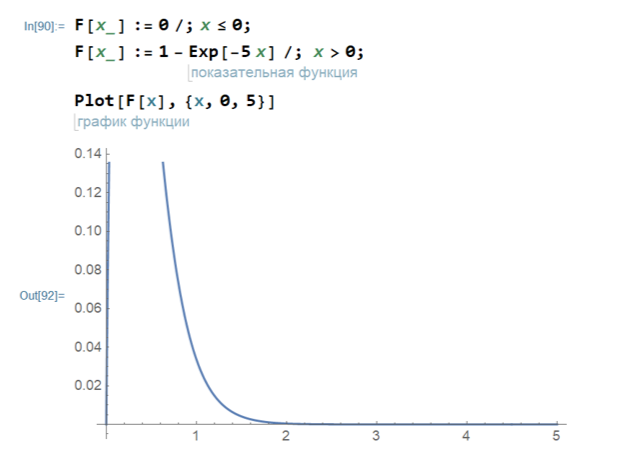 In[90]:= F[x_] := 0 /; x ≤ 0;
F[x_] := 1 - Exp[-5 x] /; x > 0;
показательная функция
Plot[F[x], {x, 0, 5}]
график функции
0.14
0.12
0.10
0.08
Out[92]=
0.06
0.04
0.02
1 2 3 4 5